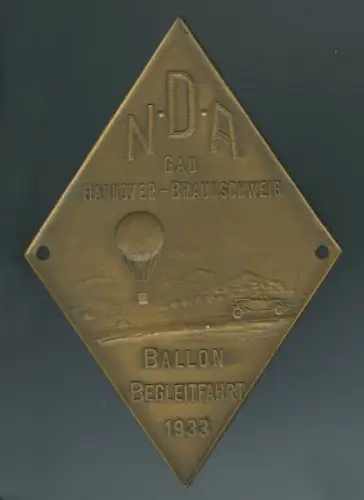 N·D·A
GAU
HANNOVER-BRAUNSCHWEIG
BALLON
BEGLEITFAHRT
1933